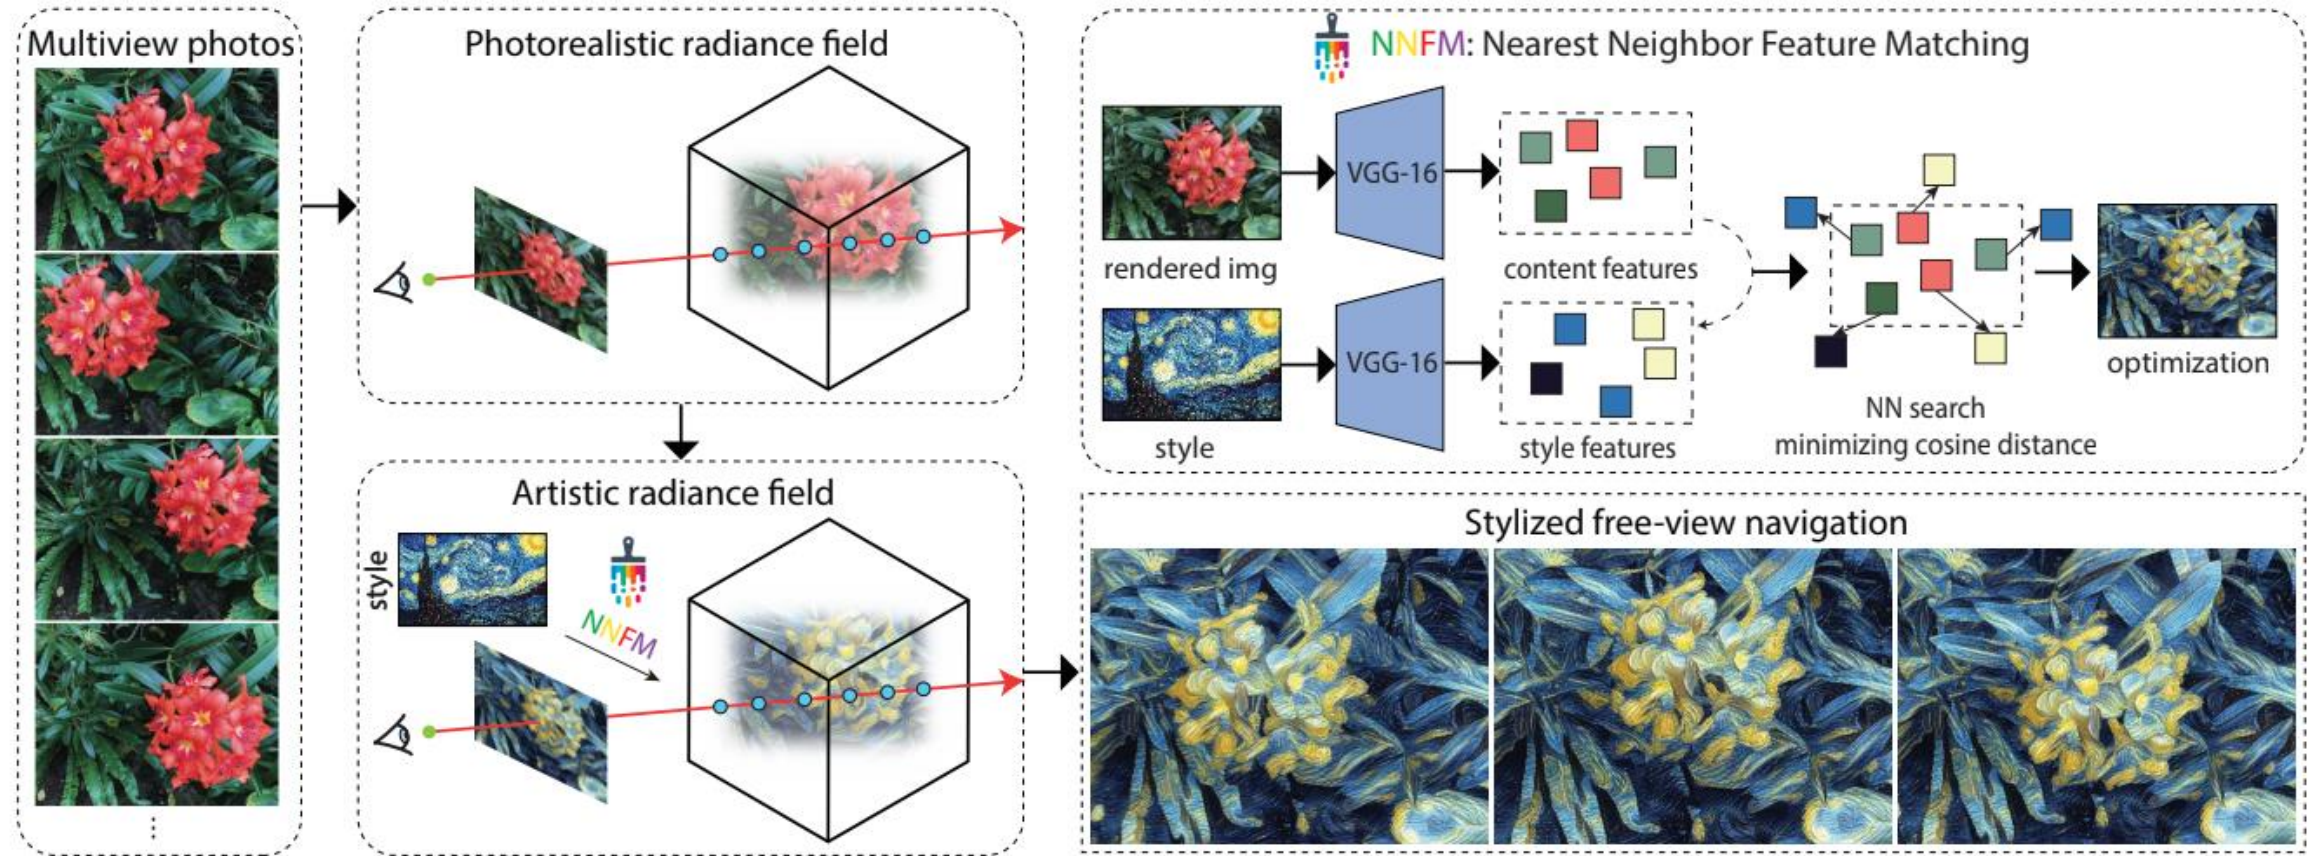 Multiview photos
Photorealistic radiance field
Artistic radiance field
style
NNFM
NNFM: Nearest Neighbor Feature Matching
rendered img
VGG-16
content features
style
VGG-16
style features
NN search
minimizing cosine distance
optimization
Stylized free-view navigation